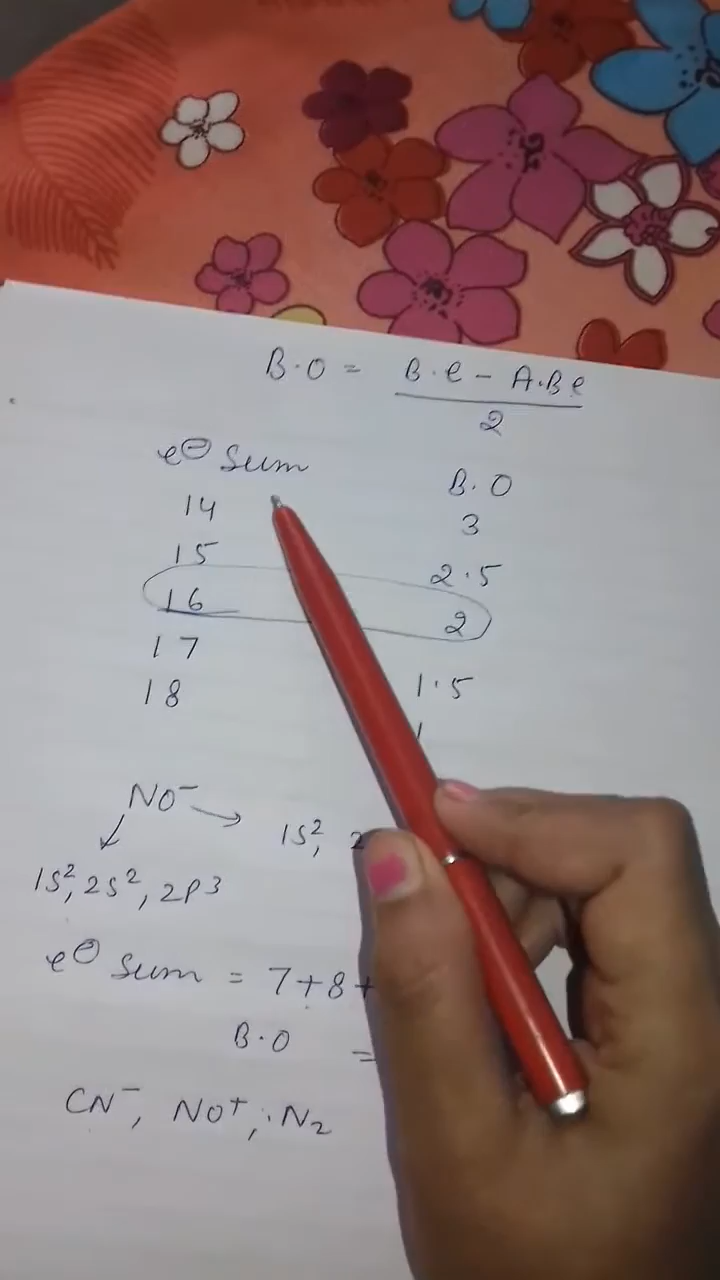 B.O = B.e - A.Be
2
e⊖ Sum B.O
14 3
15 2.5
16 2
17 1.5
18
NO⁻ → 1s², 2
1s², 2s², 2p³
e⊖ Sum = 7+8+
B.O =
CN⁻, NO⁺, N₂